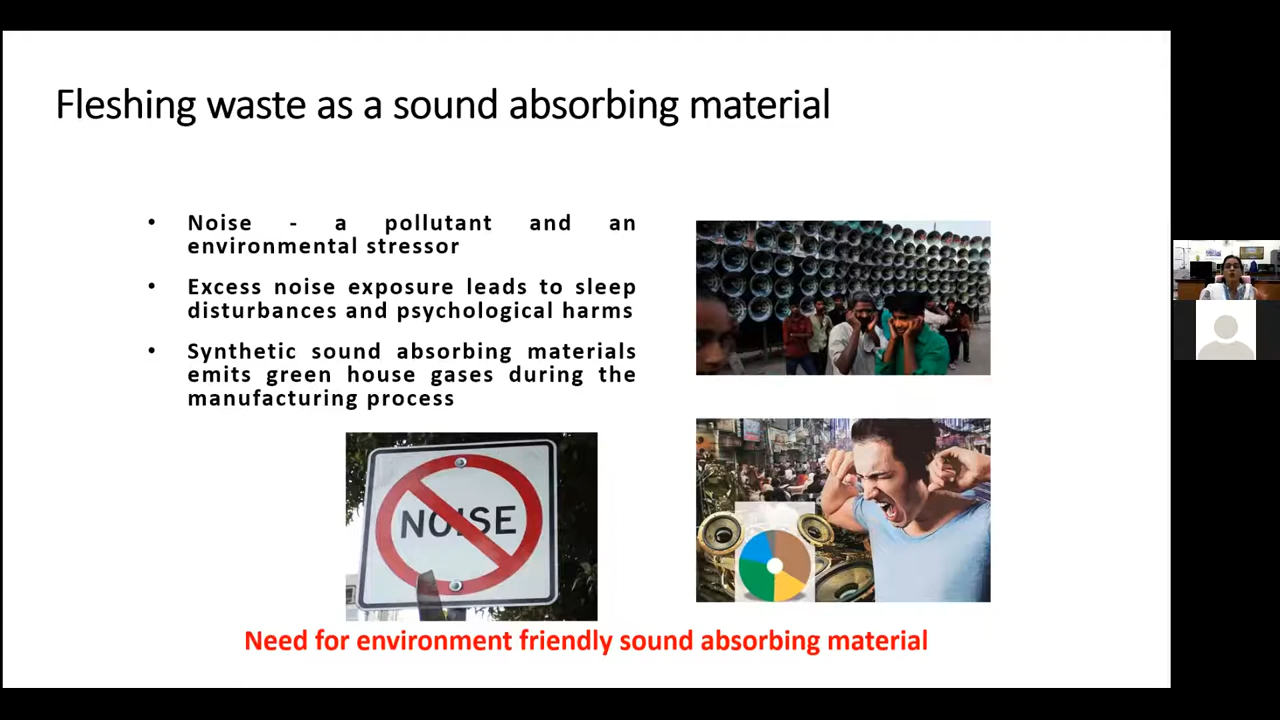 Fleshing waste as a sound absorbing material
• Noise - a pollutant and an
environmental stressor
• Excess noise exposure leads to sleep
disturbances and psychological harms
• Synthetic sound absorbing materials
emits green house gases during the
manufacturing process
NOISE
Need for environment friendly sound absorbing material